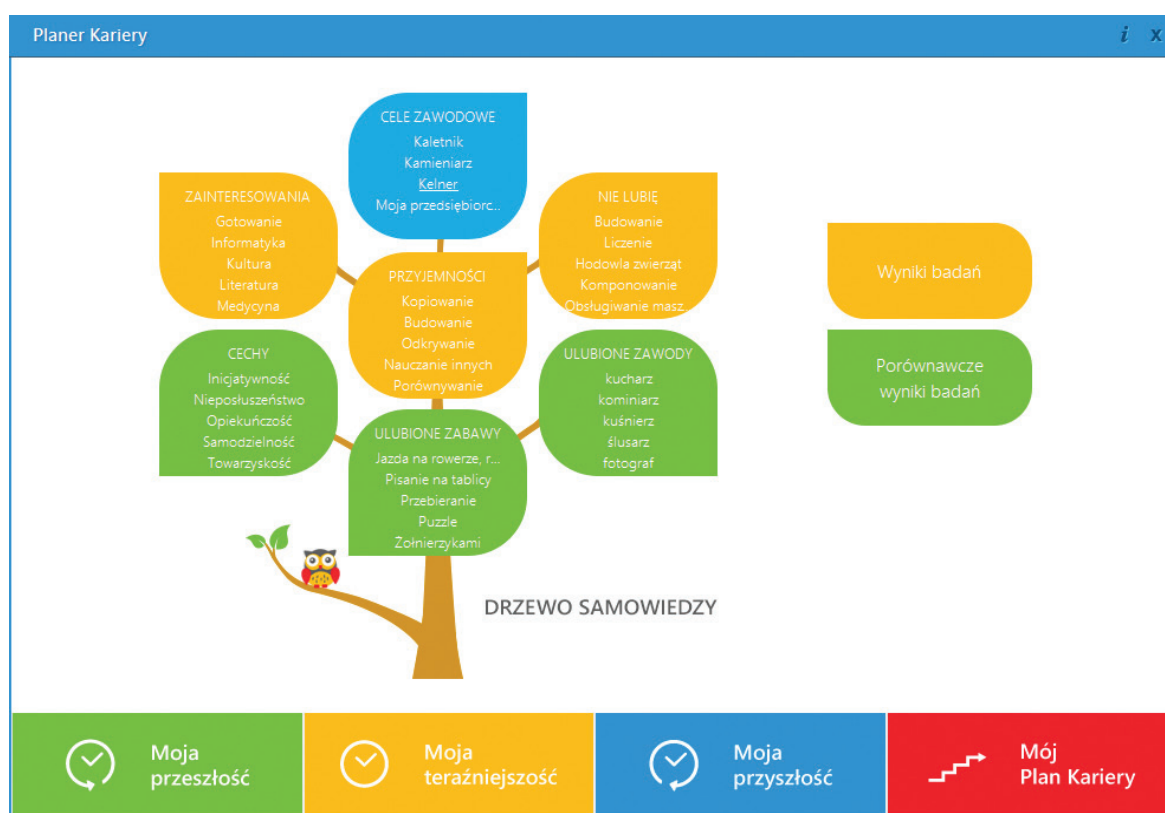 Planer Kariery
i x
CELE ZAWODOWE
Kaletnik
Kamieniarz
Kelner
Moja przedsiębiorc...
ZAINTERESOWANIA
Gotowanie
Informatyka
Kultura
Literatura
Medycyna
NIE LUBIĘ
Budowanie
Liczenie
Hodowla zwierząt
Komponowanie
Obsługiwanie masz...
PRZYJEMNOŚCI
Kopiowanie
Budowanie
Odkrywanie
Nauczanie innych
Porównywanie
Wyniki badań
CECHY
Inicjatywność
Nieposłuszeństwo
Opiekuńczość
Samodzielność
Towarzyskość
ULUBIONE ZAWODY
kucharz
kominiarz
kuśnierz
ślusarz
fotograf
Porównawcze
wyniki badań
ULUBIONE ZABAWY
Jazda na rowerze, r...
Pisanie na tablicy
Przebieranie
Puzzle
Żołnierzykami
DRZEWO SAMOWIEDZY
Moja
przeszłość
Moja
teraźniejszość
Moja
przyszłość
Mój
Plan Kariery